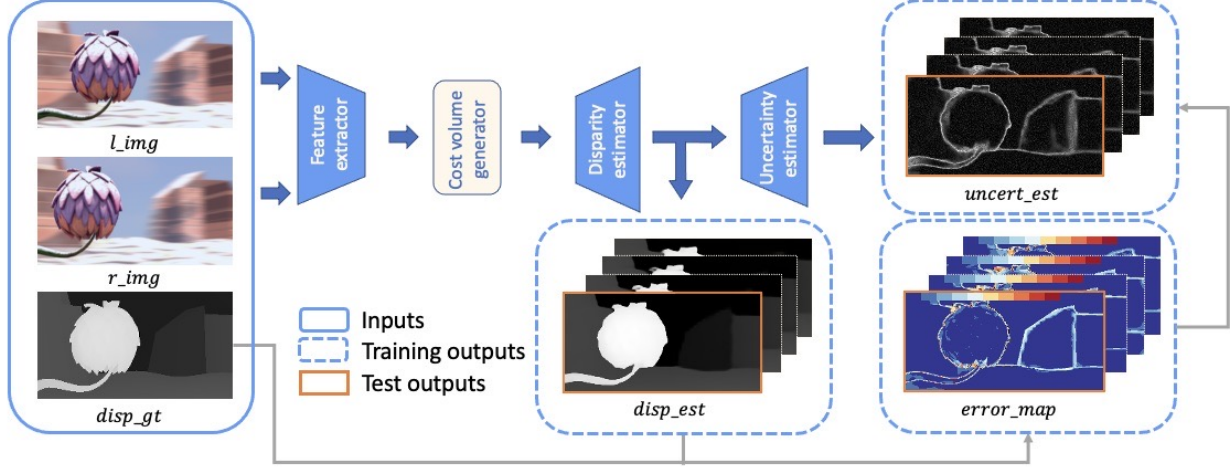 l_img
r_img
disp_gt
Feature
extractor
Cost volume
generator
Disparity
estimator
Uncertainty
estimator
uncert_est
Inputs
Training outputs
Test outputs
disp_est
error_map